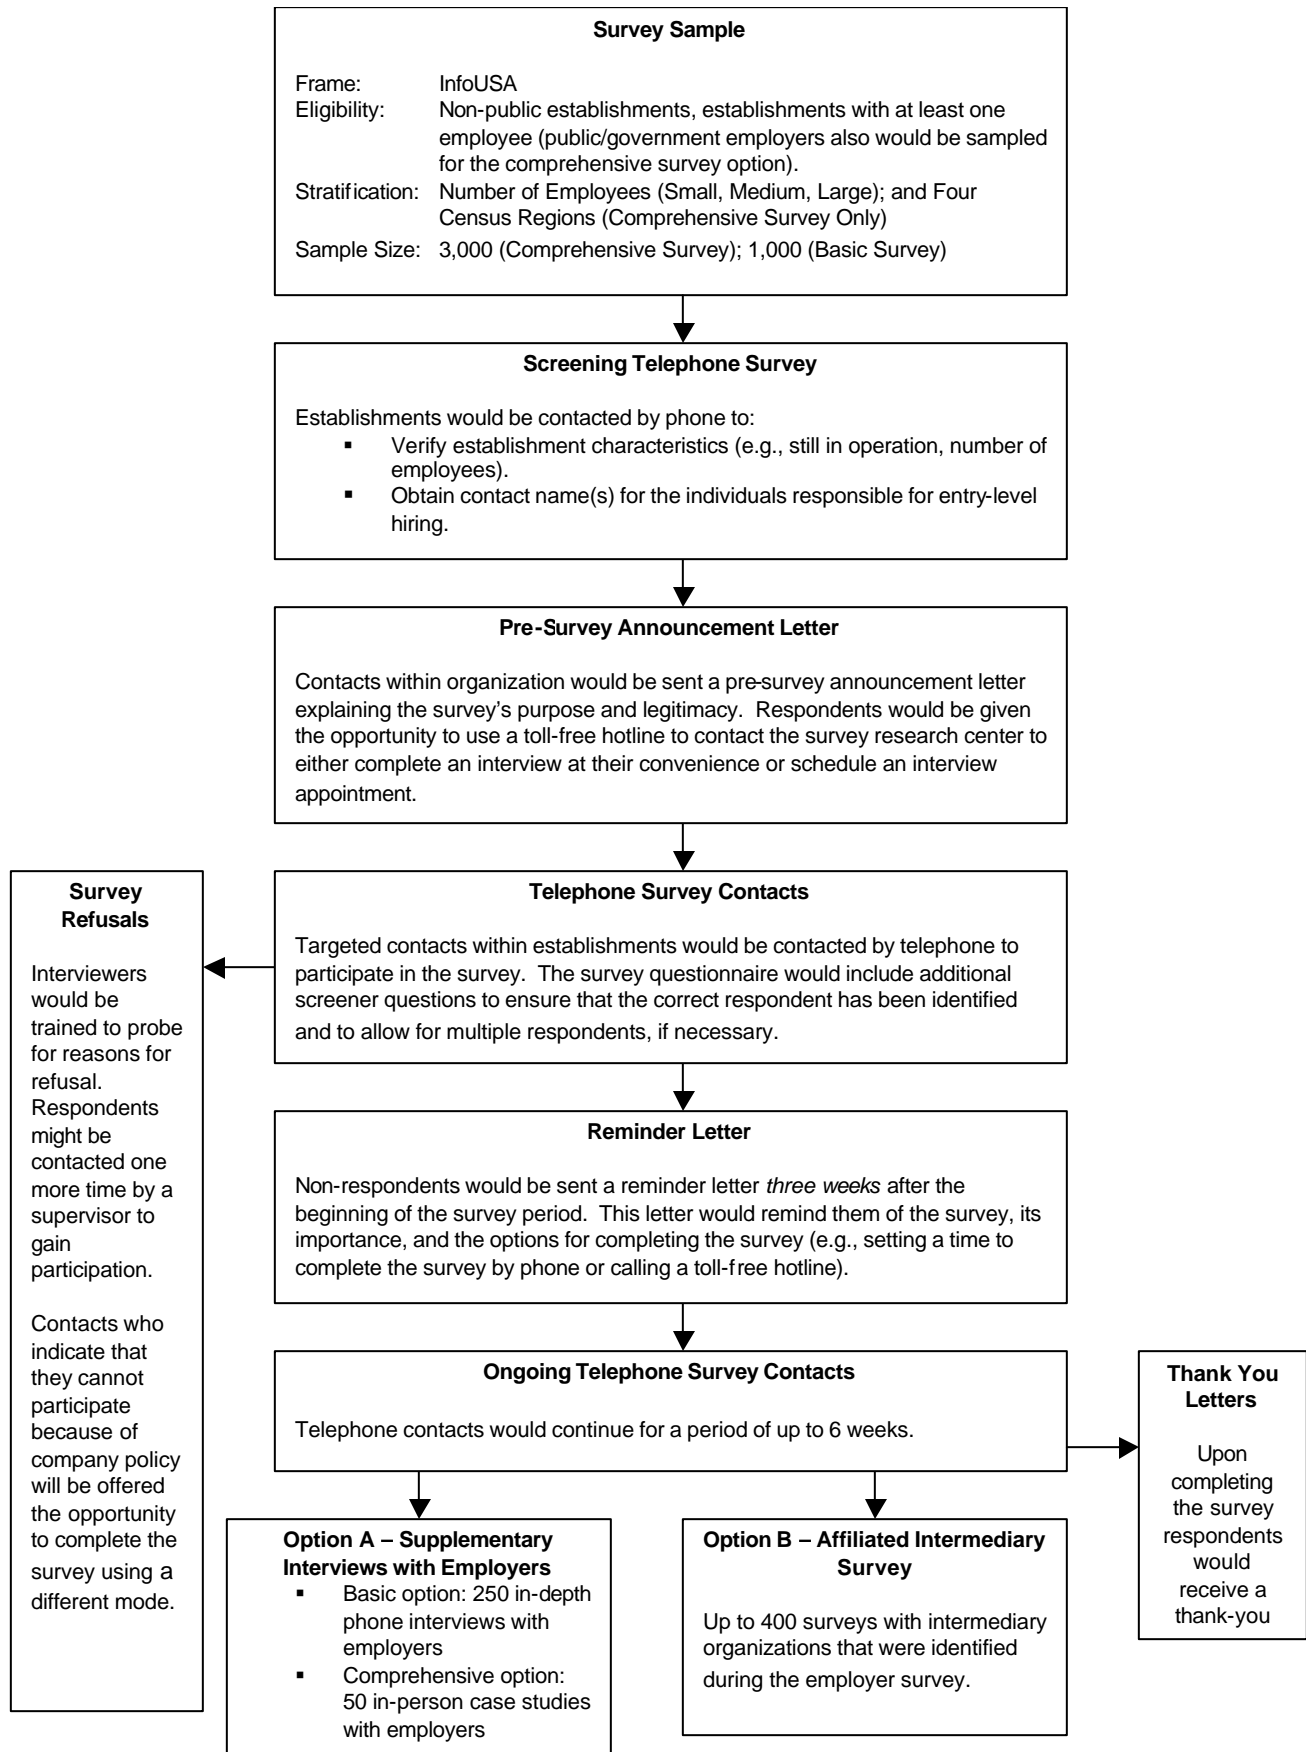 Survey Sample
Frame: InfoUSA
Eligibility: Non-public establishments, establishments with at least one
employee (public/government employers also would be sampled
for the comprehensive survey option).
Stratification: Number of Employees (Small, Medium, Large); and Four
Census Regions (Comprehensive Survey Only)
Sample Size: 3,000 (Comprehensive Survey); 1,000 (Basic Survey)
Screening Telephone Survey
Establishments would be contacted by phone to:
▪ Verify establishment characteristics (e.g., still in operation, number of
employees).
▪ Obtain contact name(s) for the individuals responsible for entry-level
hiring.
Pre-Survey Announcement Letter
Contacts within organization would be sent a pre-survey announcement letter
explaining the survey's purpose and legitimacy. Respondents would be given
the opportunity to use a toll-free hotline to contact the survey research center to
either complete an interview at their convenience or schedule an interview
appointment.
Survey
Refusals
Interviewers
would be
trained to probe
for reasons for
refusal.
Respondents
might be
contacted one
more time by a
supervisor to
gain
participation.
Contacts who
indicate that
they cannot
participate
because of
company policy
will be offered
the opportunity
to complete the
survey using a
different mode.
Telephone Survey Contacts
Targeted contacts within establishments would be contacted by telephone to
participate in the survey. The survey questionnaire would include additional
screener questions to ensure that the correct respondent has been identified
and to allow for multiple respondents, if necessary.
Reminder Letter
Non-respondents would be sent a reminder letter three weeks after the
beginning of the survey period. This letter would remind them of the survey, its
importance, and the options for completing the survey (e.g., setting a time to
complete the survey by phone or calling a toll-free hotline).
Ongoing Telephone Survey Contacts
Telephone contacts would continue for a period of up to 6 weeks.
Thank You
Letters
Upon
completing
the survey
respondents
would
receive a
thank-you
Option A – Supplementary
Interviews with Employers
▪ Basic option: 250 in-depth
phone interviews with
employers
▪ Comprehensive option:
50 in-person case studies
with employers
Option B – Affiliated Intermediary
Survey
Up to 400 surveys with intermediary
organizations that were identified
during the employer survey.